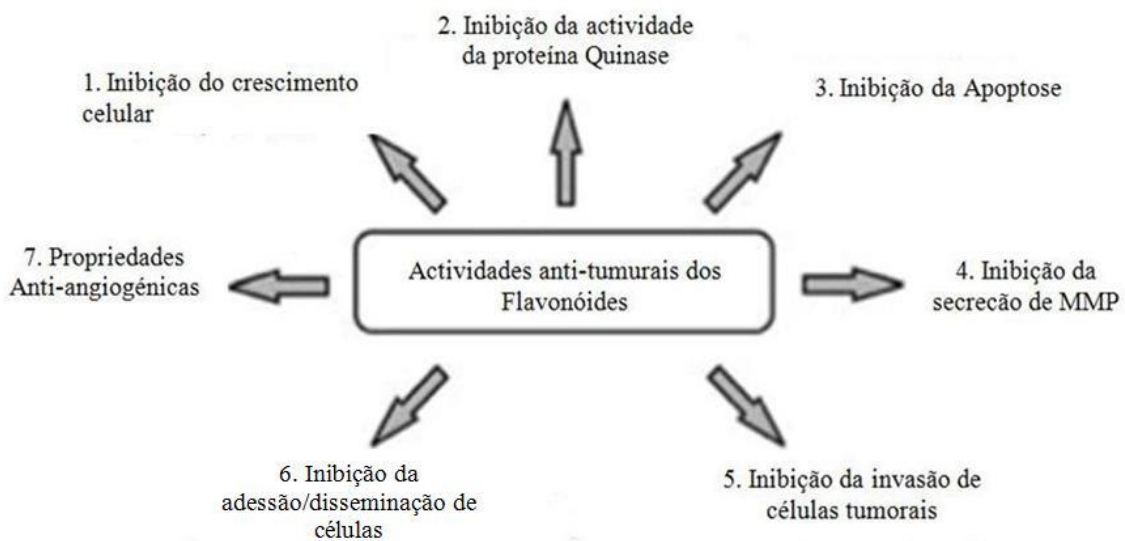 1. Inibição do crescimento
celular
2. Inibição da actividade
da proteína Quinase
3. Inibição da Apoptose
7. Propriedades
Anti-angiogénicas
Actividades anti-tumurais dos
Flavonóides
4. Inibição da
secrecão de MMP
6. Inibição da
adessão/disseminação de
células
5. Inibição da invasão de
células tumorais